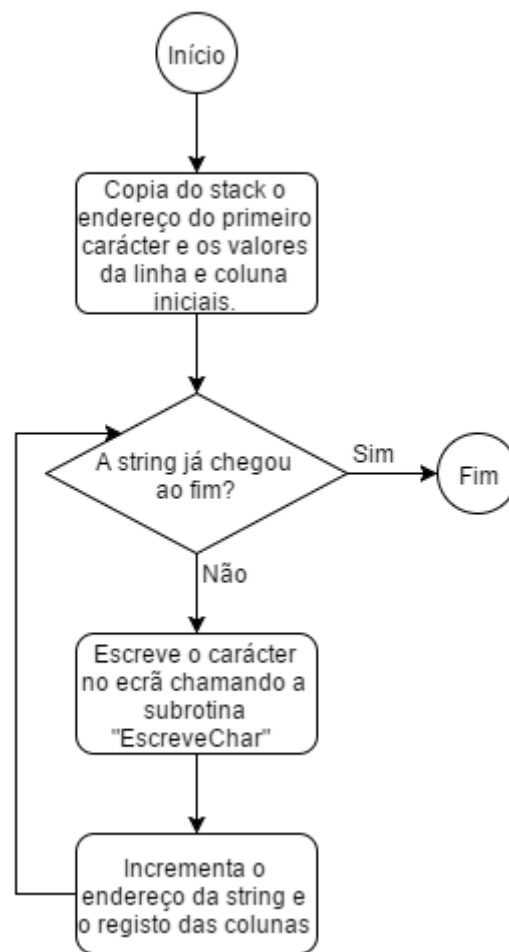 Início
Copia do stack o
endereço do primeiro
carácter e os valores
da linha e coluna
iniciais.
A string já chegou
ao fim?
Sim
Fim
Não
Escreve o carácter
no ecrã chamando a
subrotina
"EscreveChar"
Incrementa o
endereço da string e
o registo das colunas